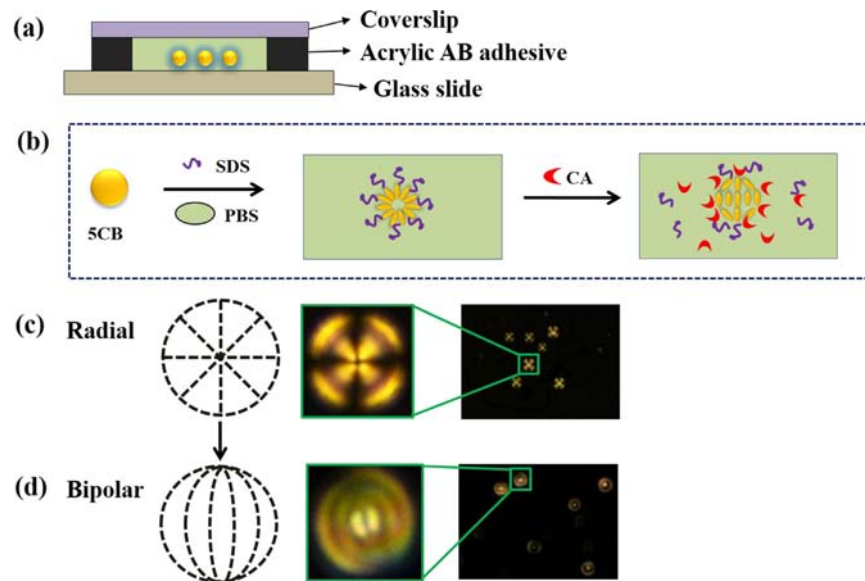 (a)
Coverslip
Acrylic AB adhesive
Glass slide
(b)
5CB
SDS
PBS
CA
(c) Radial
(d) Bipolar